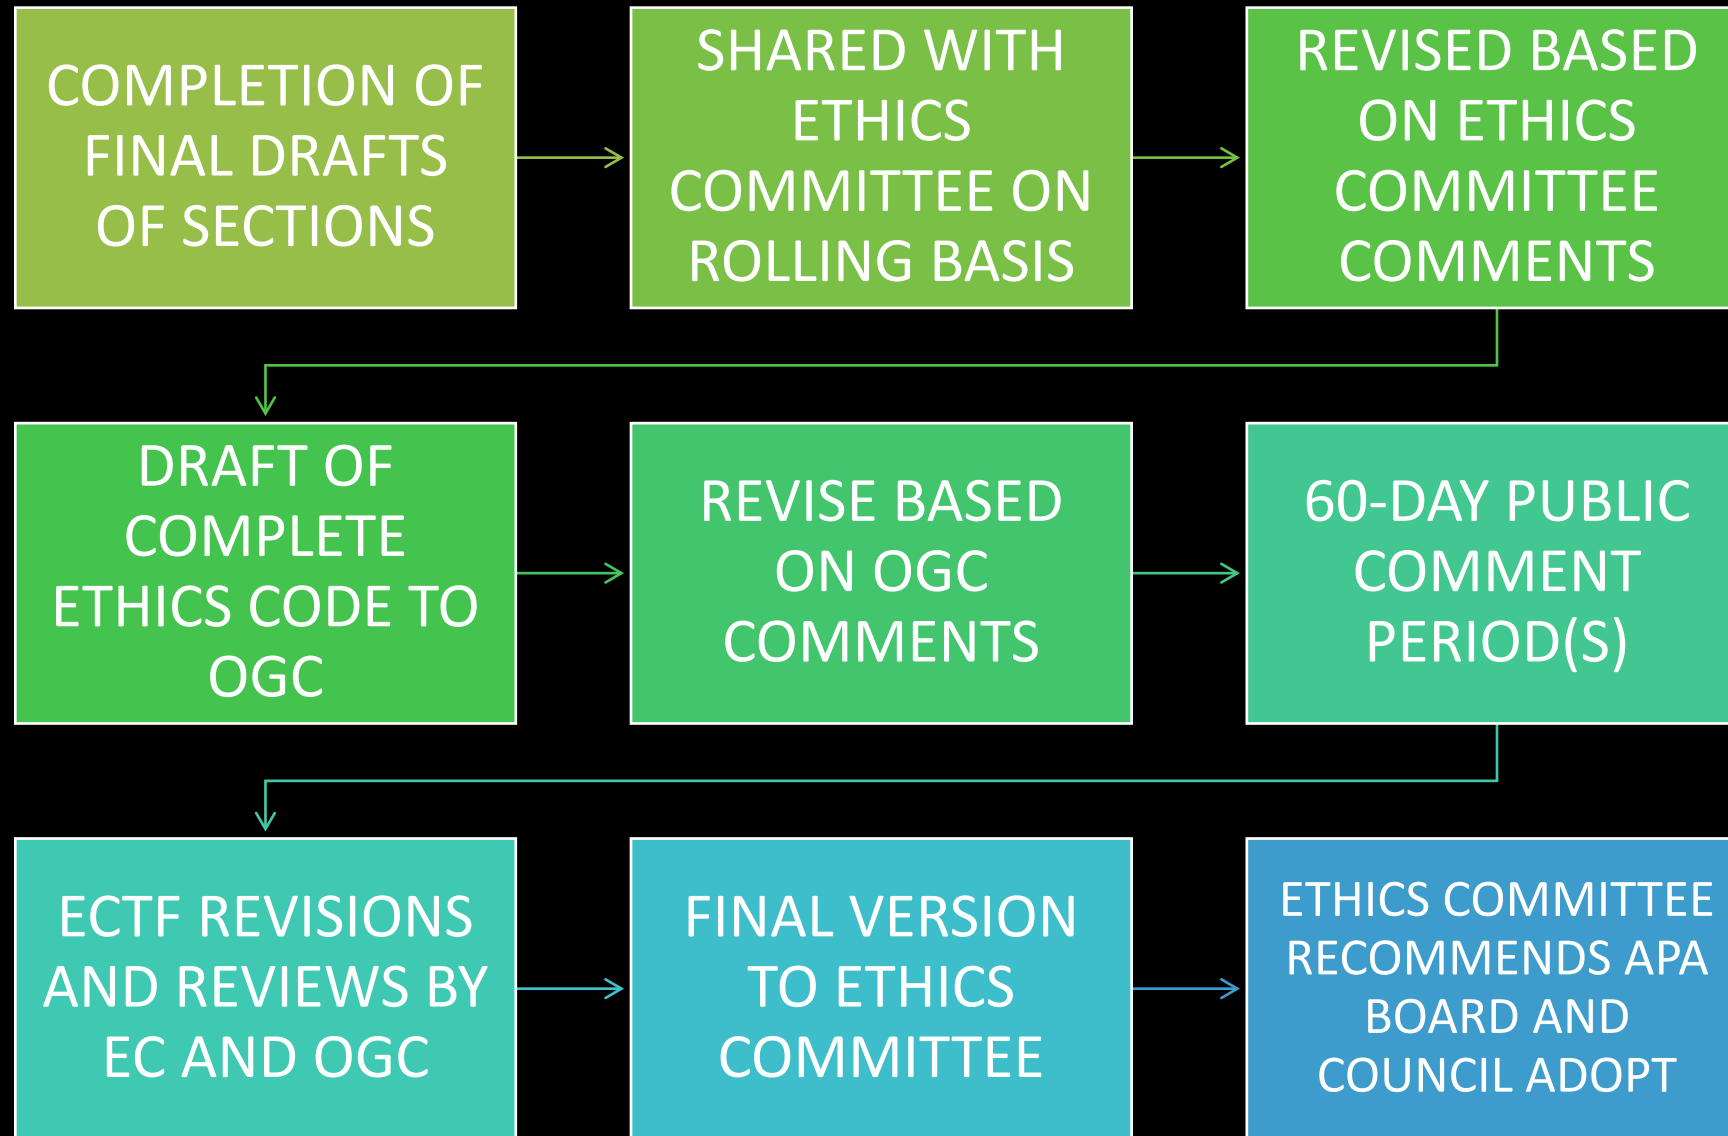 COMPLETION OF
FINAL DRAFTS
OF SECTIONS
SHARED WITH
ETHICS
COMMITTEE ON
ROLLING BASIS
REVISED BASED
ON ETHICS
COMMITTEE
COMMENTS
DRAFT OF
COMPLETE
ETHICS CODE TO
OGC
REVISE BASED
ON OGC
COMMENTS
60-DAY PUBLIC
COMMENT
PERIOD(S)
ECTF REVISIONS
AND REVIEWS BY
EC AND OGC
FINAL VERSION
TO ETHICS
COMMITTEE
ETHICS COMMITTEE
RECOMMENDS APA
BOARD AND
COUNCIL ADOPT